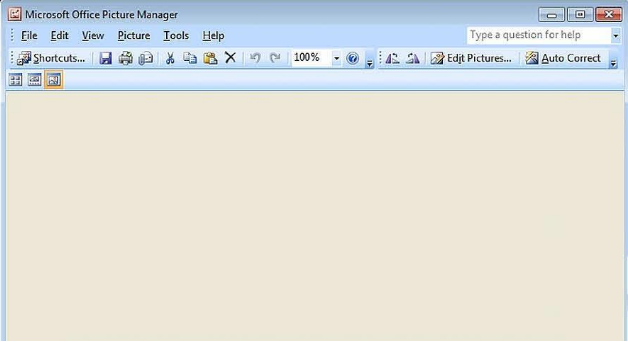 Microsoft Office Picture Manager
File Edit View Picture Tools Help Type a question for help
Shortcuts... 100% Edit Pictures... Auto Correct